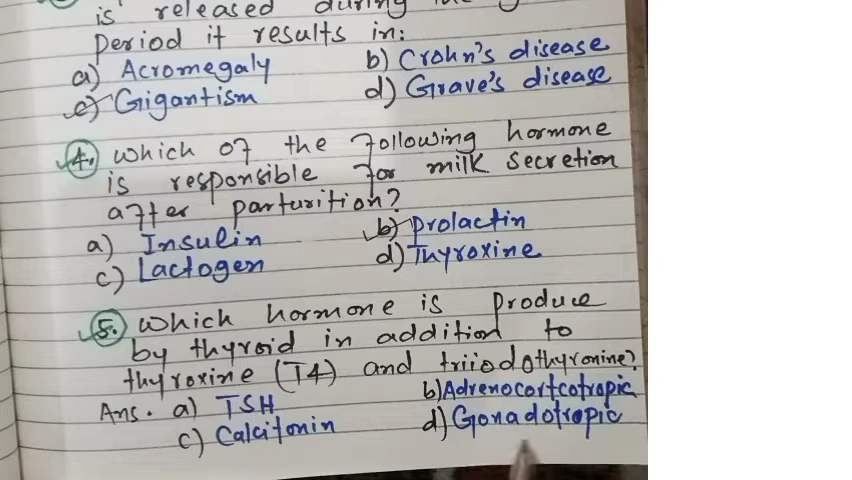 is released during
period it results in:
a) Acromegaly b) Crohn's disease
c) Gigantism d) Grave's disease
4. Which of the following hormone
is responsible for milk secretion
after parturition?
a) Insulin b) Prolactin
c) Lactogen d) Thyroxine
5. Which hormone is produce
by thyroid in addition to
thyroxine (T4) and triiodothyronine?
Ans. a) TSH b) Adrenocortcotropic
c) Calcitonin d) Gonadotropic